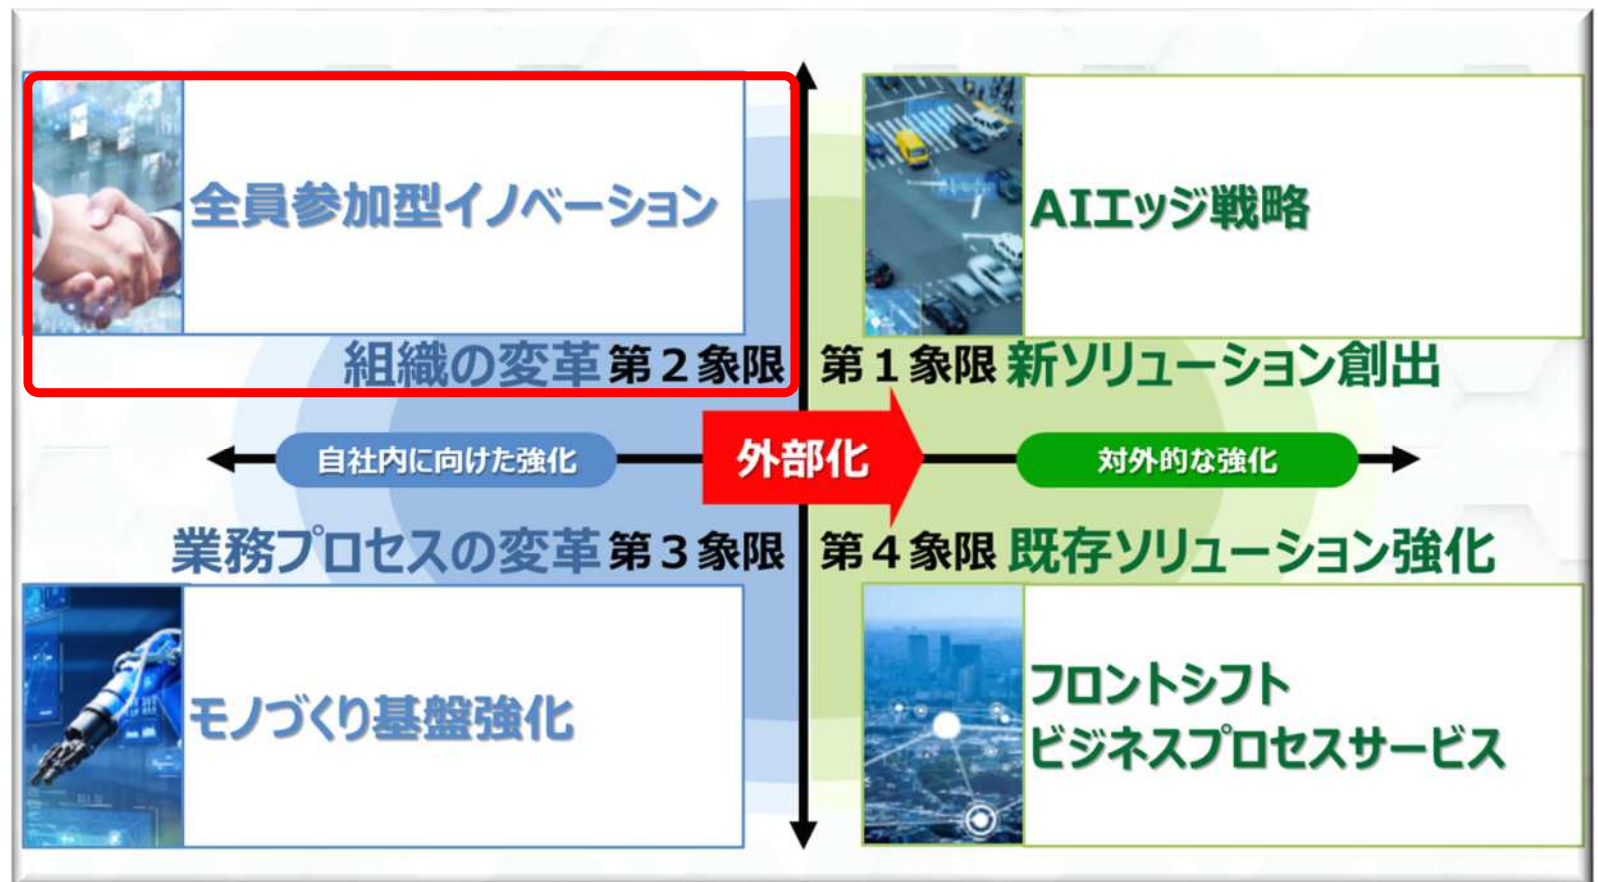 全員参加型イノベーション
AIエッジ戦略
組織の変革 第2象限
第1象限 新ソリューション創出
自社内に向けた強化
外部化
対外的な強化
業務プロセスの変革 第3象限
第4象限 既存ソリューション強化
モノづくり基盤強化
フロントシフト
ビジネスプロセスサービス